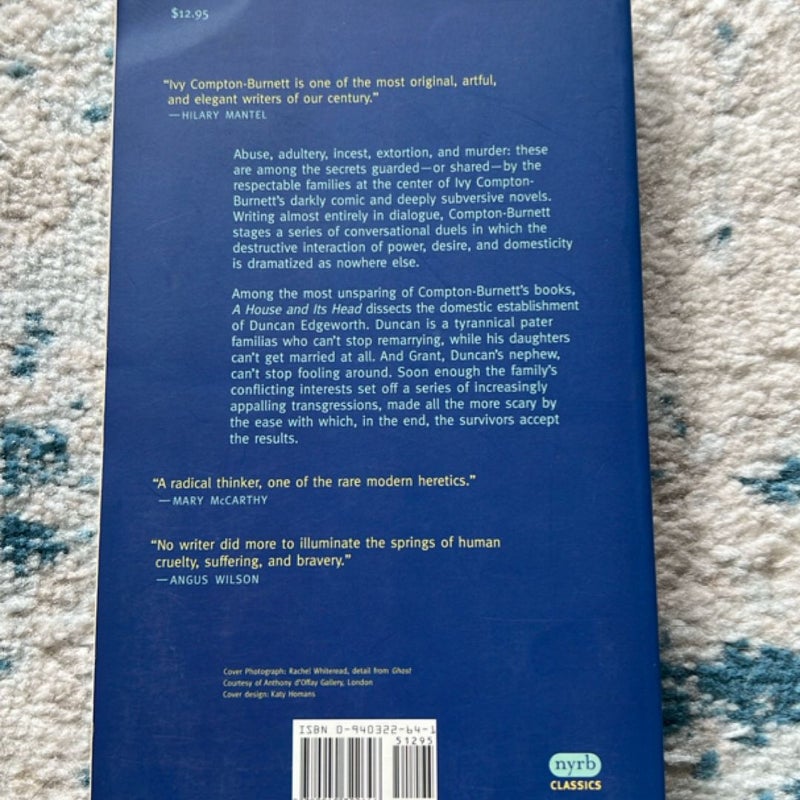 $12.95
“Ivy Compton-Burnett is one of the most original, artful,
and elegant writers of our century.”
—HILARY MANTEL
Abuse, adultery, incest, extortion, and murder: these
are among the secrets guarded—or shared—by the
respectable families at the center of Ivy Compton-
Burnett’s darkly comic and deeply subversive novels.
Writing almost entirely in dialogue, Compton-Burnett
stages a series of conversational duels in which the
destructive interaction of power, desire, and domesticity
is dramatized as nowhere else.
Among the most unsparing of Compton-Burnett’s books,
A House and Its Head dissects the domestic establishment
of Duncan Edgeworth. Duncan is a tyrannical pater
familias who can’t stop remarrying, while his daughters
can’t get married at all. And Grant, Duncan’s nephew,
can’t stop fooling around. Soon enough the family’s
conflicting interests set off a series of increasingly
appalling transgressions, made all the more scary by
the ease with which, in the end, the survivors accept
the results.
“A radical thinker, one of the rare modern heretics.”
—MARY McCARTHY
“No writer did more to illuminate the springs of human
cruelty, suffering, and bravery.”
—ANGUS WILSON
Cover Photograph: Rachel Whiteread, detail from Ghost
Courtesy of Anthony d’Offay Gallery, London
Cover design: Katy Homans
ISBN 0-940322-64-1
51295
nyrb
CLASSICS